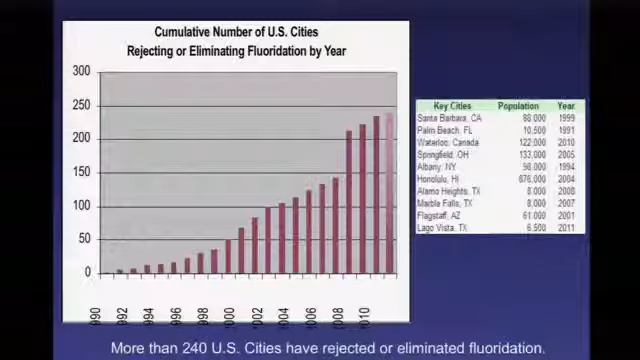 Cumulative Number of U.S. Cities
Rejecting or Eliminating Fluoridation by Year
300
250
200
150
100
50
0
990
1992
1994
1996
1998
2000
2002
2004
2006
2008
2010
Key Cities Population Year
Santa Barbara, CA 88,000 1999
Palm Beach, FL 10,500 1991
Waterloo, Canada 122,000 2010
Springfield, OH 133,000 2005
Albany, NY 98,000 1994
Honolulu, HI 876,000 2004
Alamo Heights, TX 8,000 2008
Marble Falls, TX 8,000 2007
Flagstaff, AZ 61,000 2001
Lago Vista, TX 6,500 2011
More than 240 U.S. Cities have rejected or eliminated fluoridation.